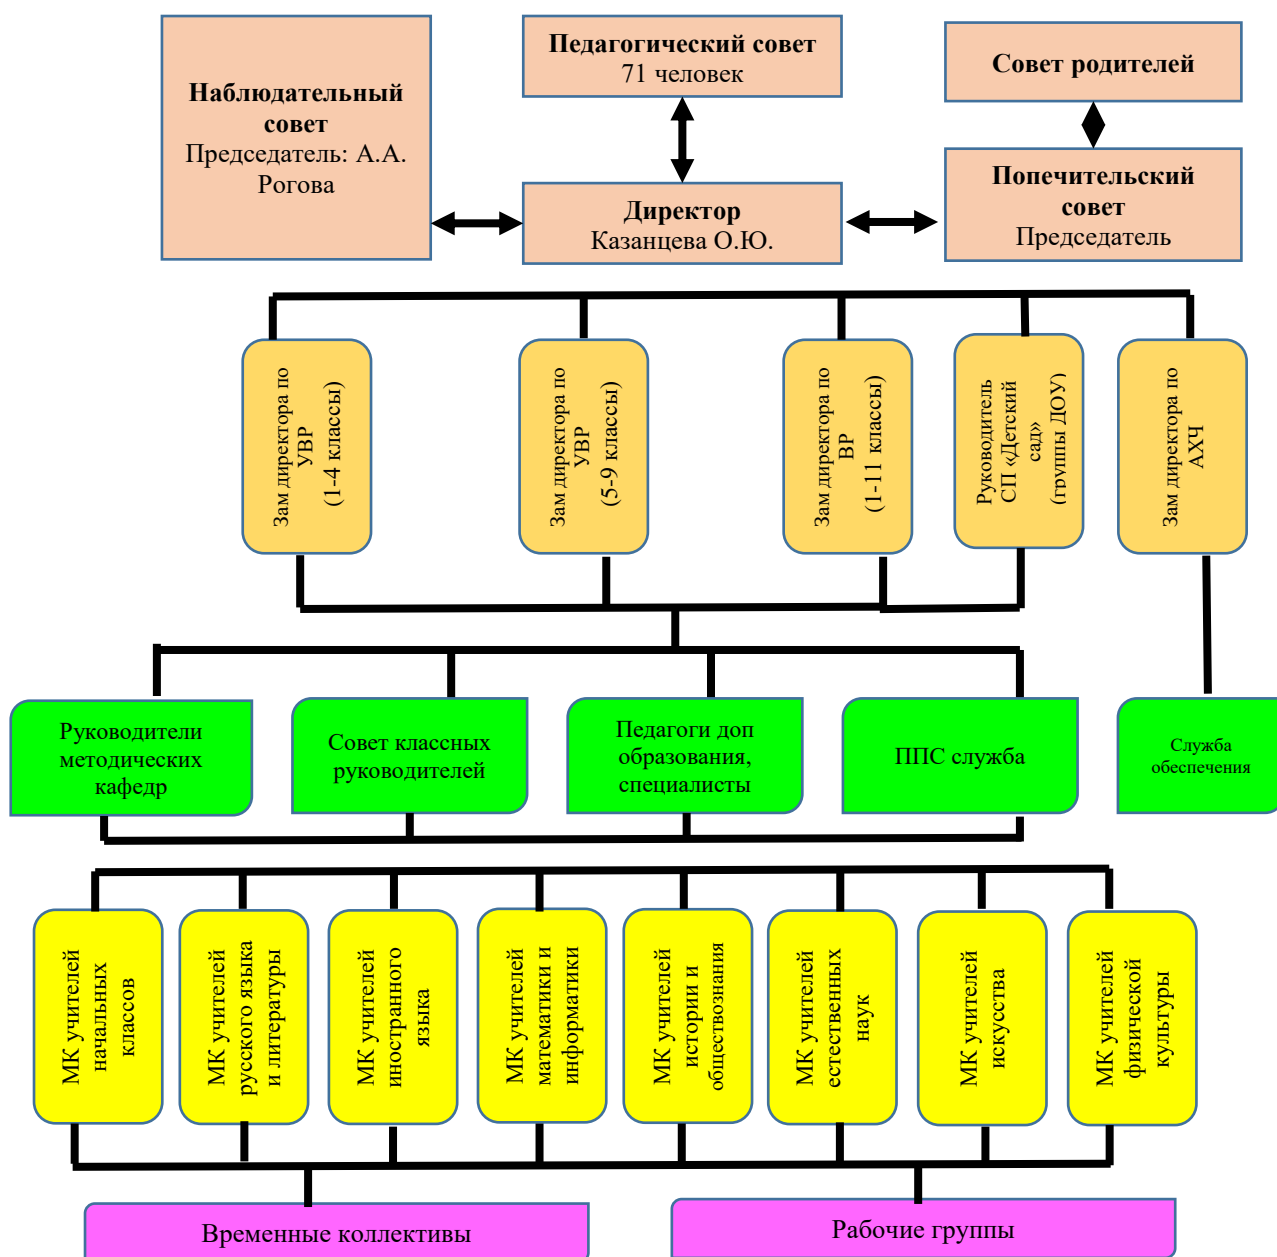 Наблюдательный
совет
Председатель: А.А.
Рогова
Педагогический совет
71 человек
Совет родителей
Директор
Казанцева О.Ю.
Попечительский
совет
Председатель
Зам директора по
УВР
(1-4 классы)
Зам директора по
УВР
(5-9 классы)
Зам директора по
ВР
(1-11 классы)
Руководитель
СП «Детский
сад»
(группы ДОУ)
Зам директора по
АХЧ
Руководители
методических
кафедр
Совет классных
руководителей
Педагоги доп
образования,
специалисты
ППС служба
Служба
обеспечения
МК учителей
начальных
классов
МК учителей
русского языка
и литературы
МК учителей
иностранного
языка
МК учителей
математики и
информатики
МК учителей
истории и
обществознания
МК учителей
естественных
наук
МК учителей
искусства
МК учителей
физической
культуры
Временные коллективы
Рабочие группы